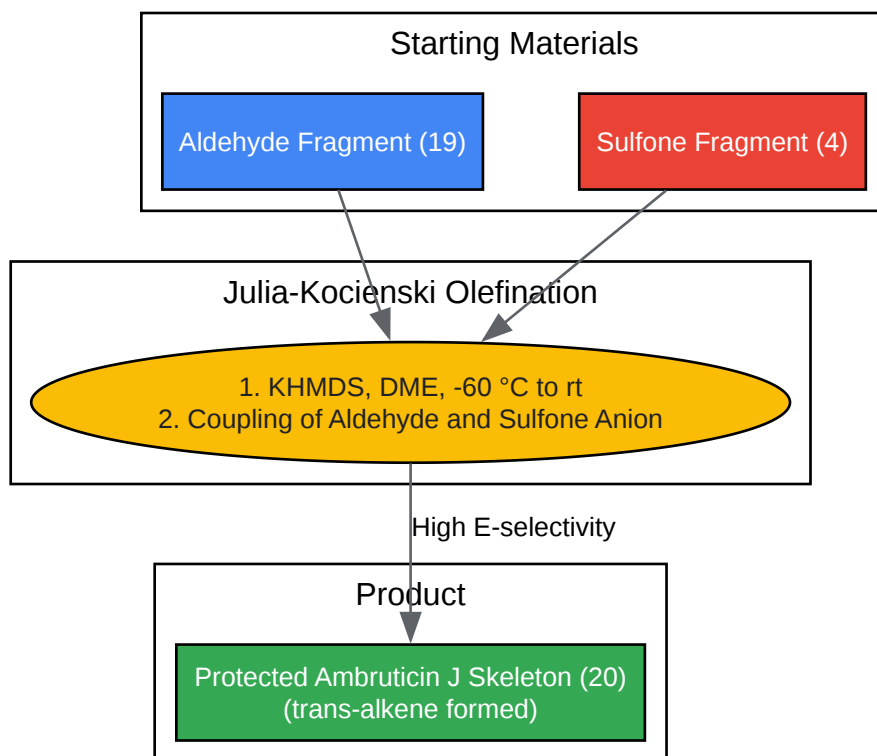 Starting Materials
Aldehyde Fragment (19)
Sulfone Fragment (4)
Julia-Kocienski Olefination
1. KHMDS, DME, -60 °C to rt
2. Coupling of Aldehyde and Sulfone Anion
High E-selectivity
Product
Protected Ambruticin J Skeleton (20)
(trans-alkene formed)